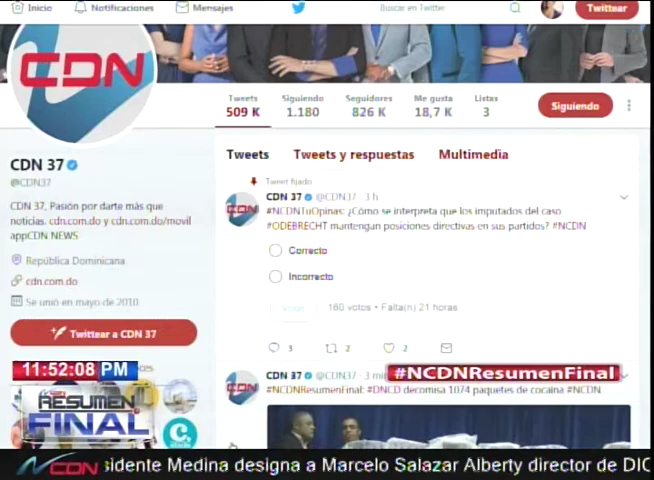 Inicio
Notificaciones
Mensajes
Buscar en Twitter
Twittear
CDN
Tweets
509 K
Siguiendo
1.180
Seguidores
826 K
Me gusta
18,7 K
Listas
3
Siguiendo
CDN 37
@CDN37
CDN 37, Pasión por darte más que
noticias. cdn.com.do y cdn.com.do/movil
appCDN NEWS
República Dominicana
cdn.com.do
Se unió en mayo de 2010
Twittear a CDN 37
Tweets
Tweets y respuestas
Multimedia
Tweet fijado
CDN 37 @CDN37 · 3 h
#NCDNTuOpinas: ¿Cómo se interpreta que los imputados del caso
#ODEBRECHT mantengan posiciones directivas en sus partidos? #NCDN
Correcto
Incorrecto
Votar
160 votos • Falta(n) 21 horas
3
2
2
CDN 37 @CDN37 · 3 min
#NCDNResumenFinal: #DNCD decomisa 1074 paquetes de cocaína #NCDN
#NCDNResumenFinal
11:52:08 PM
RESUMEN
FINAL
NCDN
sidente Medina designa a Marcelo Salazar Alberty director de DIC